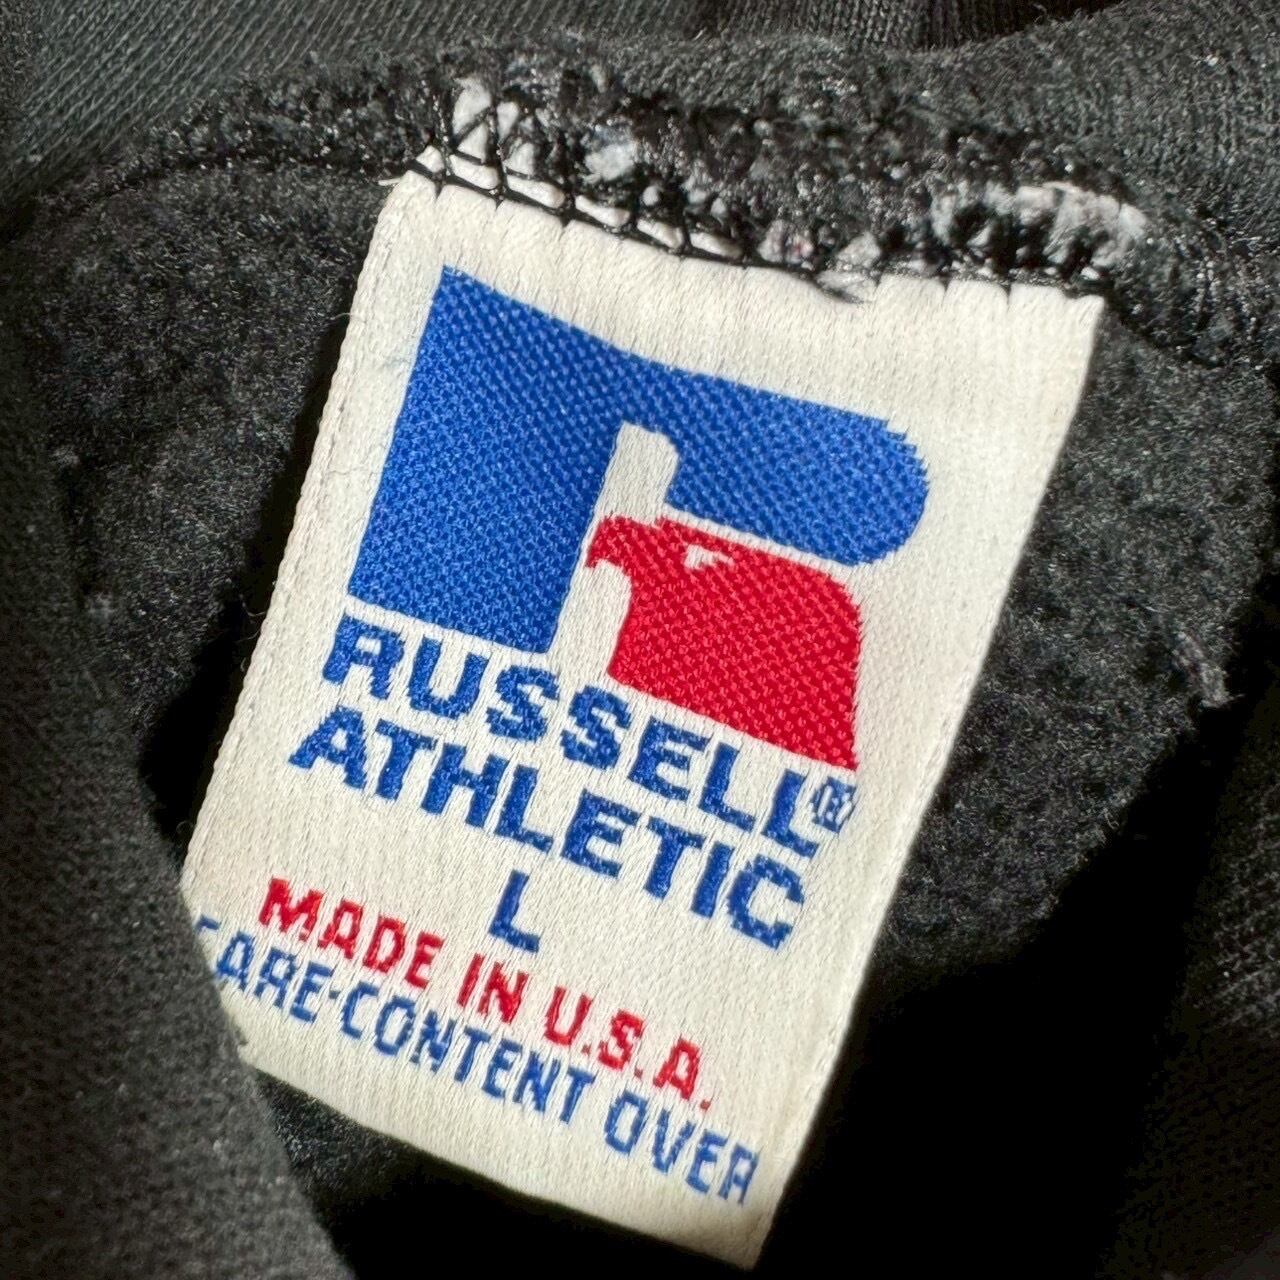 RUSSELL®
ATHLETIC
L
MADE IN U.S.A.
CARE-CONTENT OVER